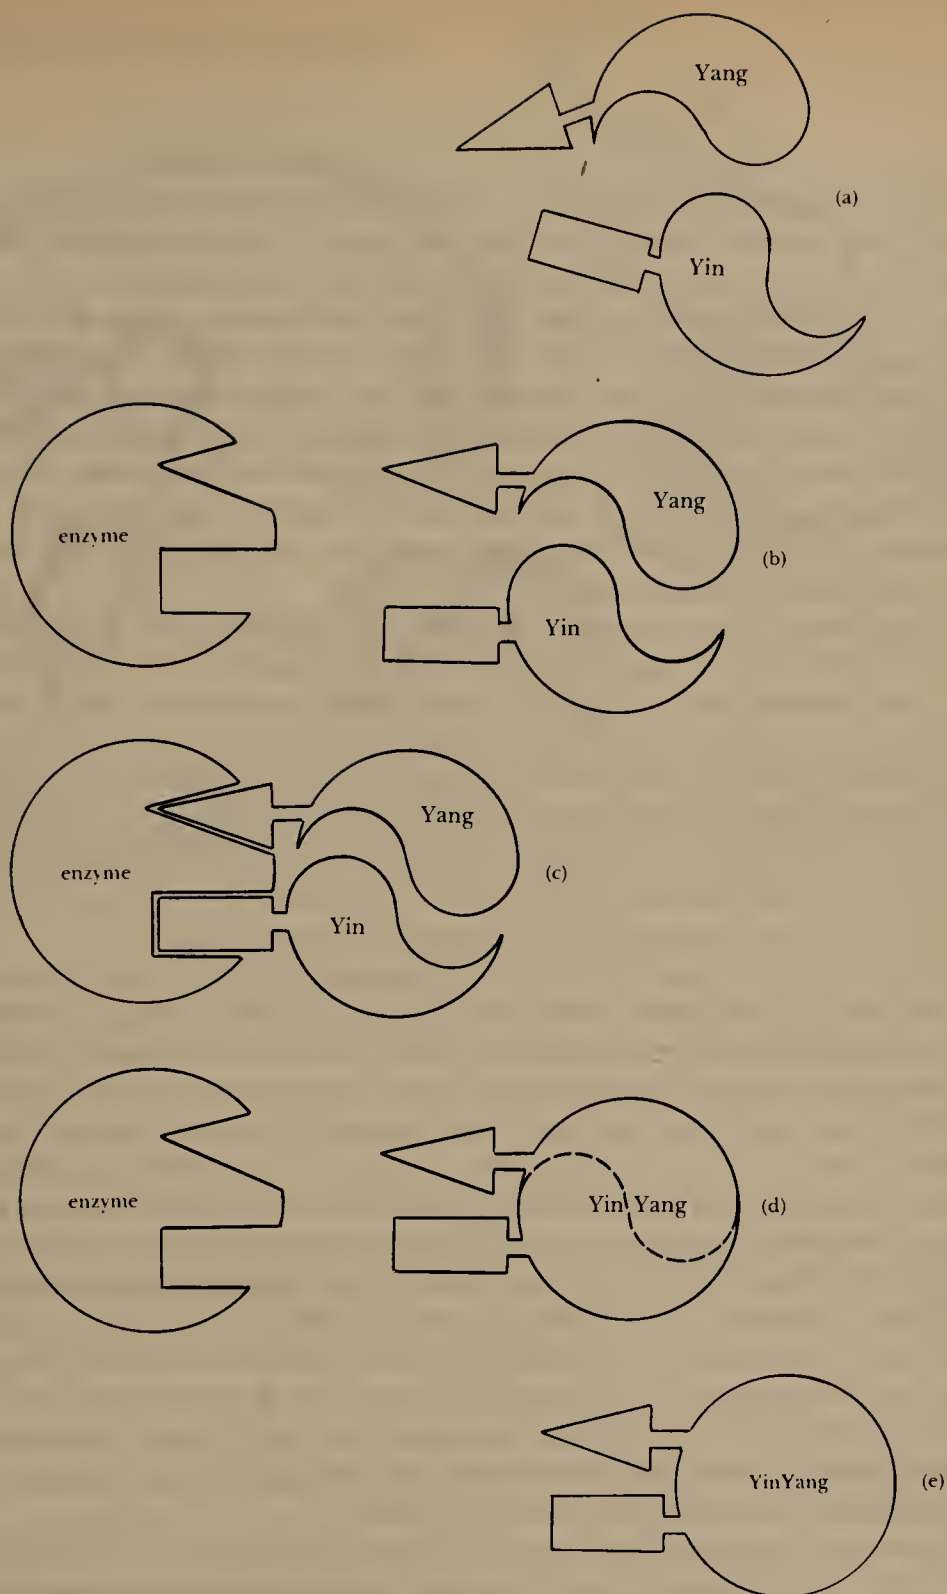 Yang
(a)
Yin
enzyme
Yang
(b)
Yin
enzyme
Yang
(c)
Yin
enzyme
Yin Yang
(d)
YinYang
(e)